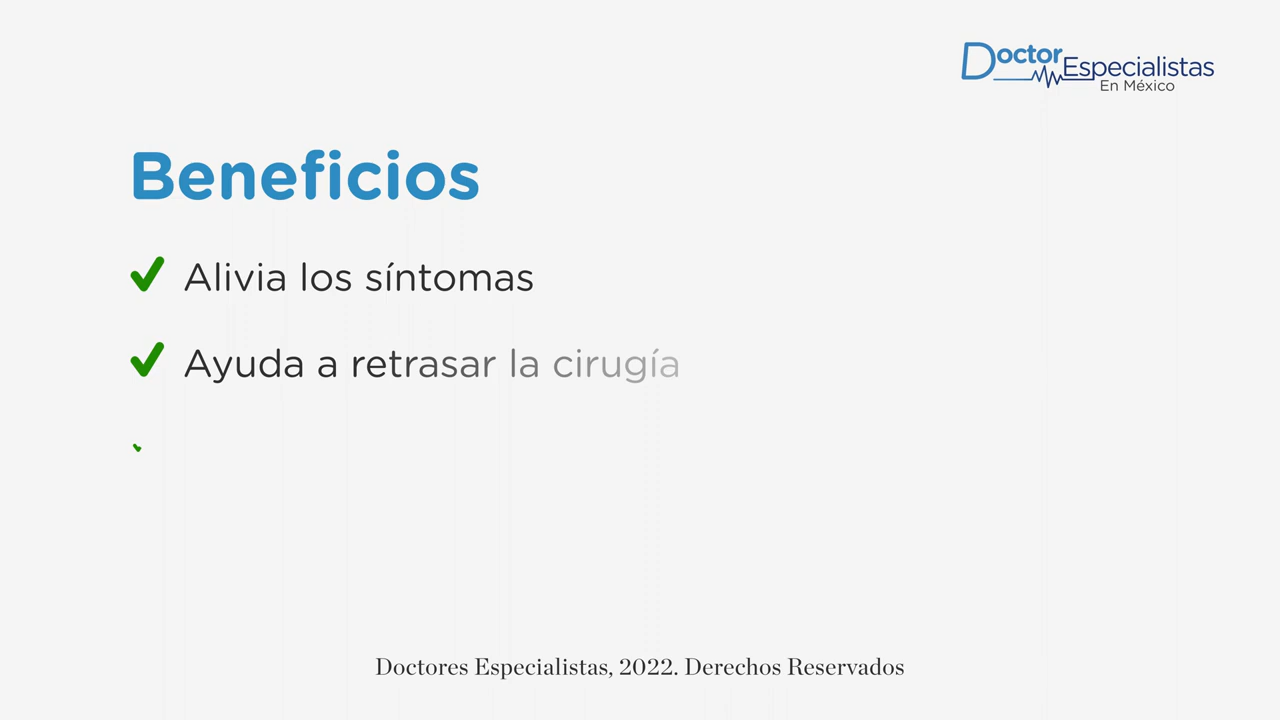 Doctor Especialistas
En México
Beneficios
Alivia los síntomas
Ayuda a retrasar la cirugía
Doctores Especialistas, 2022. Derechos Reservados